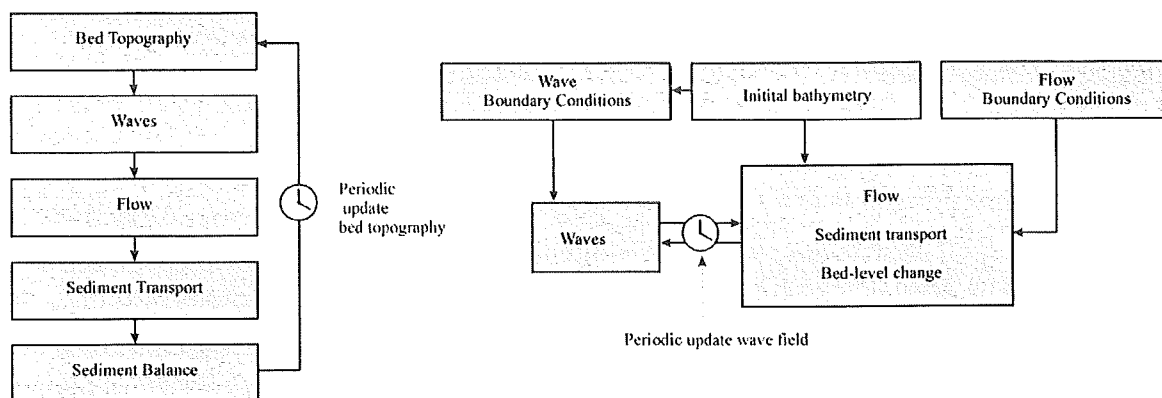 Bed Topography
Waves
Flow
Sediment Transport
Sediment Balance
Periodic
update
bed topography
Wave
Boundary Conditions
Initital bathymetry
Flow
Boundary Conditions
Waves
Flow
Sediment transport
Bed-level change
Periodic update wave field